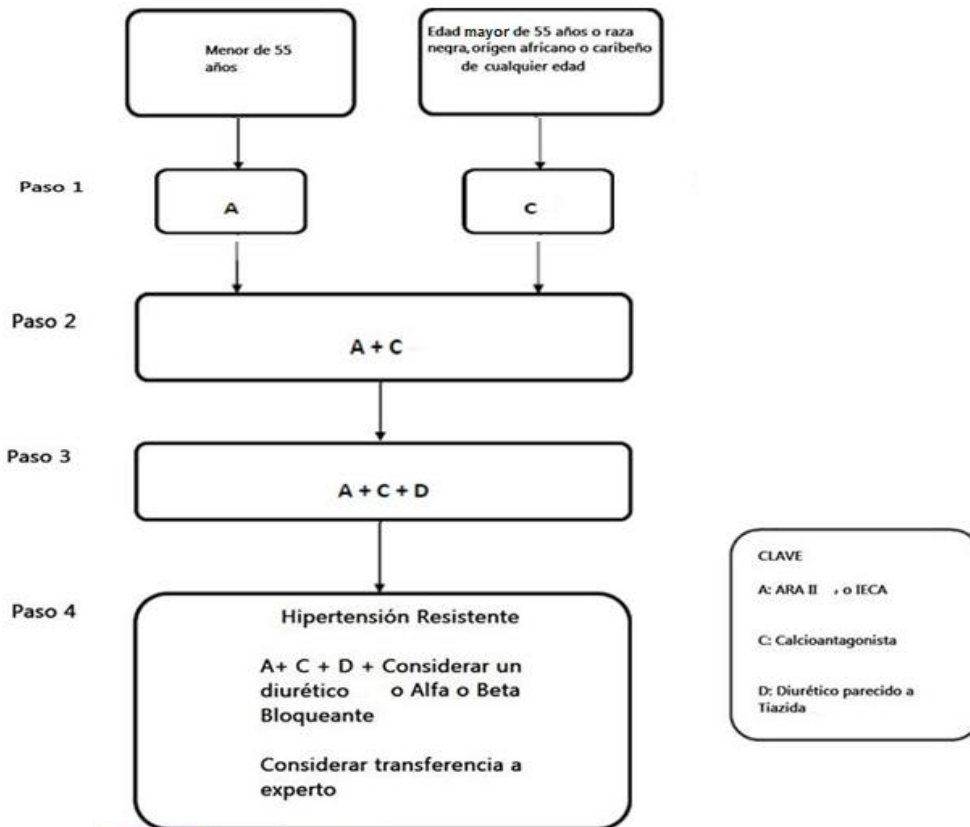 Menor de 55
años
Edad mayor de 55 años o raza
negra, origen africano o caribeño
de cualquier edad
Paso 1
A
C
Paso 2
A + C
Paso 3
A + C + D
Paso 4
Hipertensión Resistente
A+ C + D + Considerar un
diurético o Alfa o Beta
Bloqueante
Considerar transferencia a
experto
CLAVE
A: ARA II , o IECA
C: Calcioantagonista
D: Diurético parecido a
Tiazida